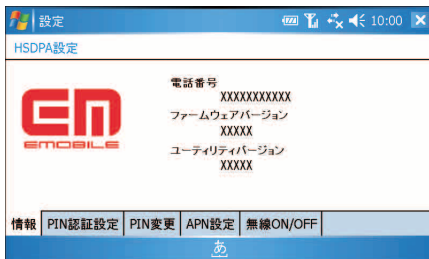 設定
10:00
HSDPA設定
EM
EMOBILE
電話番号
XXXXXXXXXXX
ファームウェアバージョン
XXXXX
ユーティリティバージョン
XXXXX
情報 PIN認証設定 PIN変更 APN設定 無線ON/OFF
あ